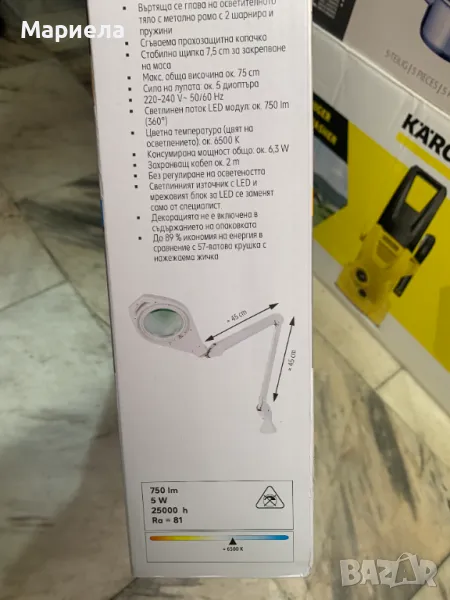 Мариела
Въртяща се глава на осветителното
тяло с метално рамо с 2 шарнира и
пружини
Сгъваема прахозащитна капачка
Стабилна щипка 7,5 cm за закрепване
на маса
Макс. обща височина ок. 75 cm
Сила на лупата: ок. 5 диоптъра
220-240 V~ 50/60 Hz
Светлинен поток LED модул: ок. 750 lm
(360°)
Цветна температура (цвят на
осветлението): ок. 6500 K
Консумирана мощност общо: ок. 6,3 W
Захранващ кабел ок. 2 m
Без регулиране на осветеността
Светлинният източник с LED и
мрежовият блок за LED се заменят
само от специалист.
Декорацията не е включена в
съдържанието на опаковката
До 89 % икономия на енергия в
сравнение с 57-ватова крушка с
нажежаема жичка
≈ 45 cm
≈ 45 cm
750 lm
5 W
25000 h
Ra = 81
≈ 6500 K
5 PIECES
KÄRC
BAZAR
bg